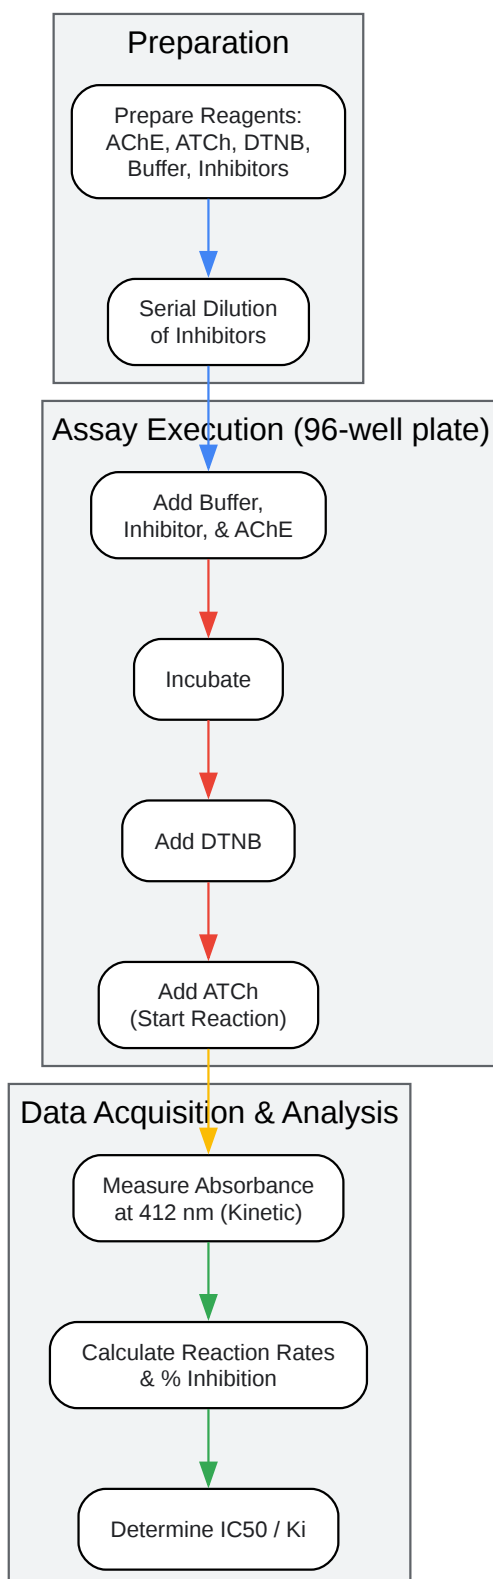 Preparation
Prepare Reagents:
AChE, ATCh, DTNB,
Buffer, Inhibitors
Serial Dilution
of Inhibitors
Assay Execution (96-well plate)
Add Buffer,
Inhibitor, & AChE
Incubate
Add DTNB
Add ATCh
(Start Reaction)
Data Acquisition & Analysis
Measure Absorbance
at 412 nm (Kinetic)
Calculate Reaction Rates
& % Inhibition
Determine IC50 / Ki